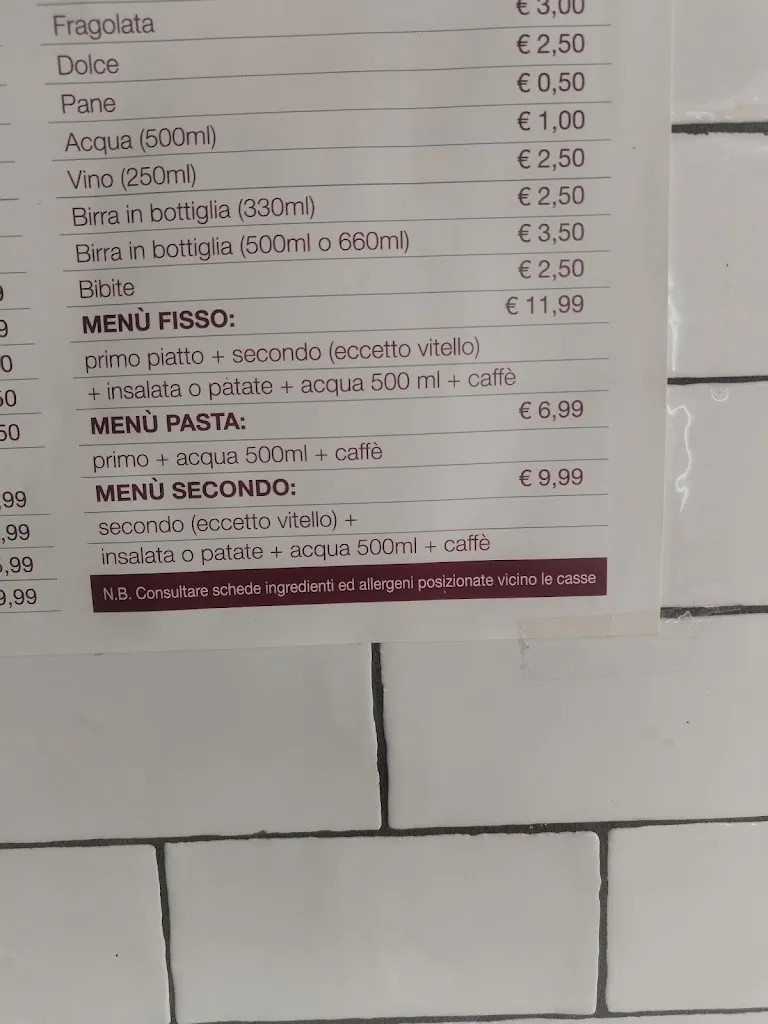 Fragolata € 3,00
Dolce € 2,50
Pane € 0,50
Acqua (500ml) € 1,00
Vino (250ml) € 2,50
Birra in bottiglia (330ml) € 2,50
Birra in bottiglia (500ml o 660ml) € 3,50
Bibite € 2,50
MENÙ FISSO: € 11,99
primo piatto + secondo (eccetto vitello)
+ insalata o patate + acqua 500 ml + caffè
MENÙ PASTA: € 6,99
primo + acqua 500ml + caffè
MENÙ SECONDO: € 9,99
secondo (eccetto vitello) +
insalata o patate + acqua 500ml + caffè
N.B. Consultare schede ingredienti ed allergeni posizionate vicino le casse